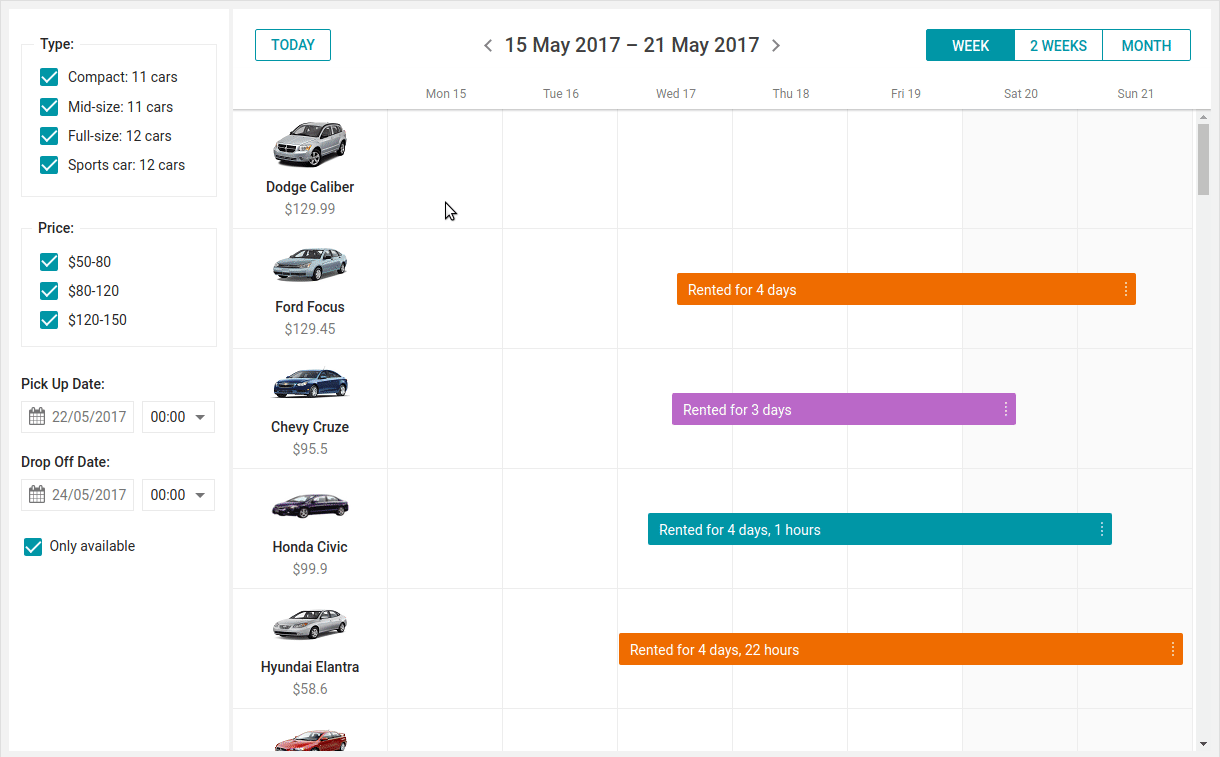 Type:
Compact: 11 cars
Mid-size: 11 cars
Full-size: 12 cars
Sports car: 12 cars
Price:
$50-80
$80-120
$120-150
Pick Up Date:
22/05/2017 00:00
Drop Off Date:
24/05/2017 00:00
Only available
TODAY 15 May 2017 – 21 May 2017 WEEK 2 WEEKS MONTH
Mon 15 Tue 16 Wed 17 Thu 18 Fri 19 Sat 20 Sun 21
Dodge Caliber
$129.99
Ford Focus
$129.45
Rented for 4 days
Chevy Cruze
$95.5
Rented for 3 days
Honda Civic
$99.9
Rented for 4 days, 1 hours
Hyundai Elantra
$58.6
Rented for 4 days, 22 hours